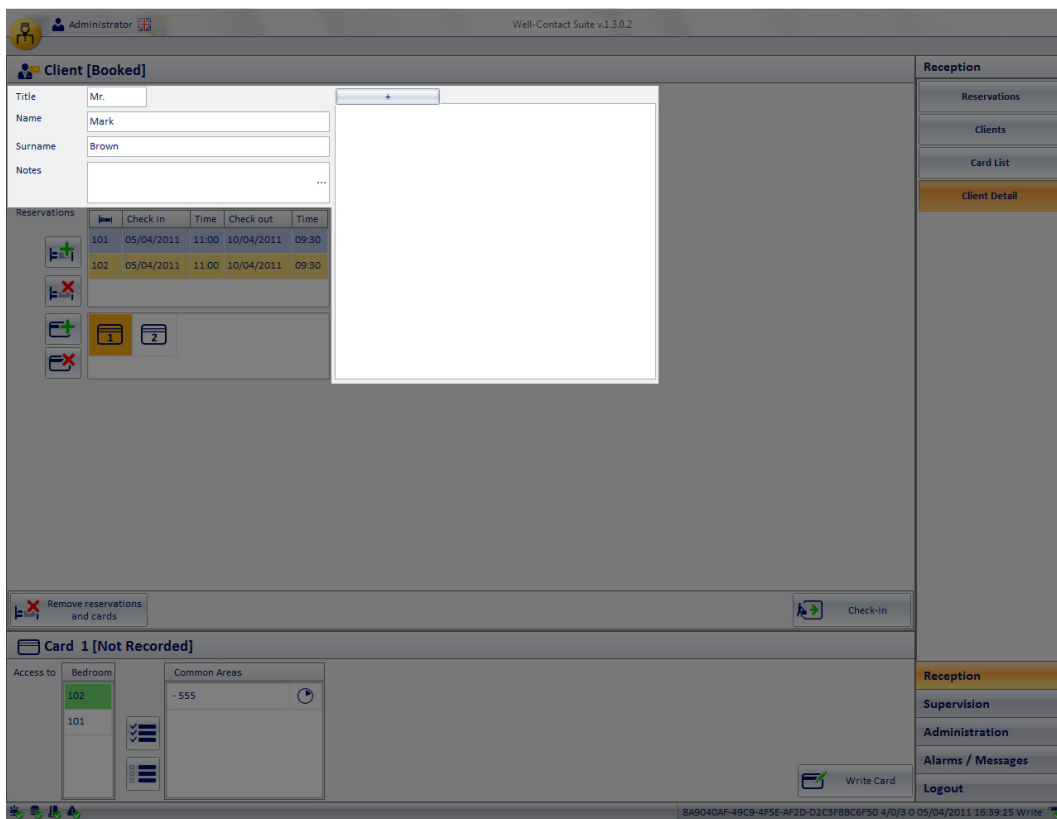 Administrator
Well-Contact Suite v.1.3.0.2
Client [Booked]
Title Mr.
Name Mark
Surname Brown
Notes ...
+
Reservations
Check in Time Check out Time
101 05/04/2011 11:00 10/04/2011 09:30
102 05/04/2011 11:00 10/04/2011 09:30
1 2
Remove reservations
and cards
Check-In
Card 1 [Not Recorded]
Access to Bedroom Common Areas
102 - 555
101
Write Card
Reception
Reservations
Clients
Card List
Client Detail
Reception
Supervision
Administration
Alarms / Messages
Logout
8A9040AF-49C9-4F5E-AF2D-D2C3FBBC6F50 4/0/3 0 05/04/2011 16:39:25 Write